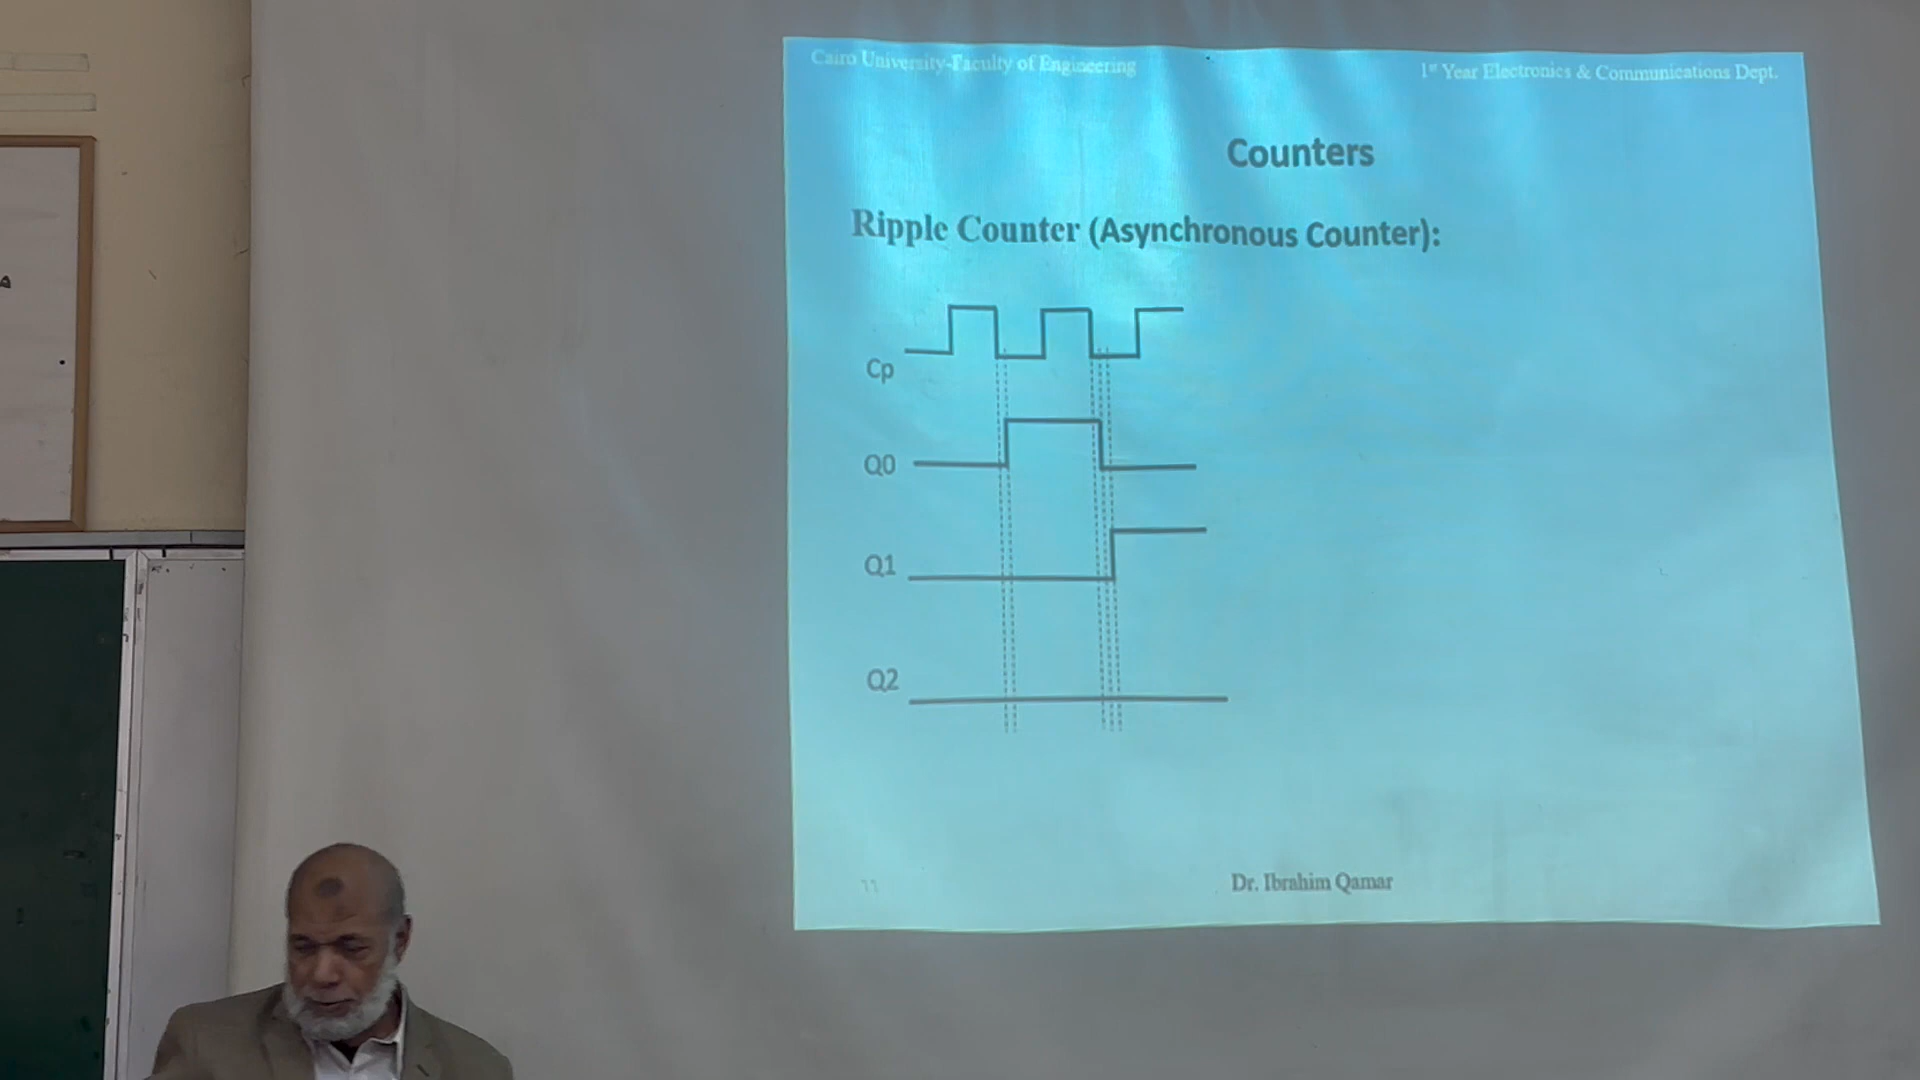 Cairo University-Faculty of Engineering
1st Year Electronics & Communications Dept.
Counters
Ripple Counter (Asynchronous Counter):
Cp
Q0
Q1
Q2
11
Dr. Ibrahim Qamar